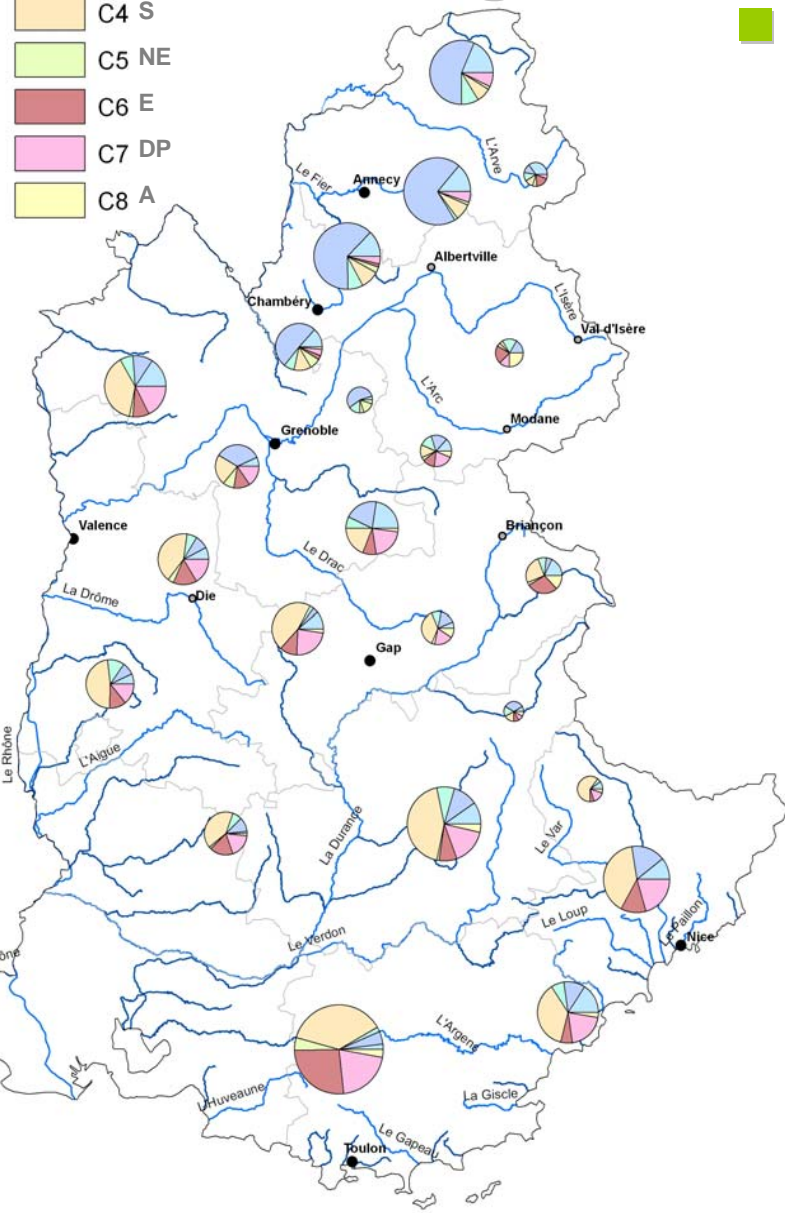 C4 S
C5 NE
C6 E
C7 DP
C8 A
L'Arve
Le Fier
Annecy
Albertville
L'Isère
Chambéry
Val d'Isère
L'Arc
Modane
Grenoble
Valence
Briançon
Le Drac
La Drôme
Die
Gap
Le Rhône
L'Aigue
La Durance
Le Var
Le Loup
Le Paillon
Nice
Le Verdon
ône
L'Argens
L'Huveaune
La Giscle
Le Gapeau
Toulon